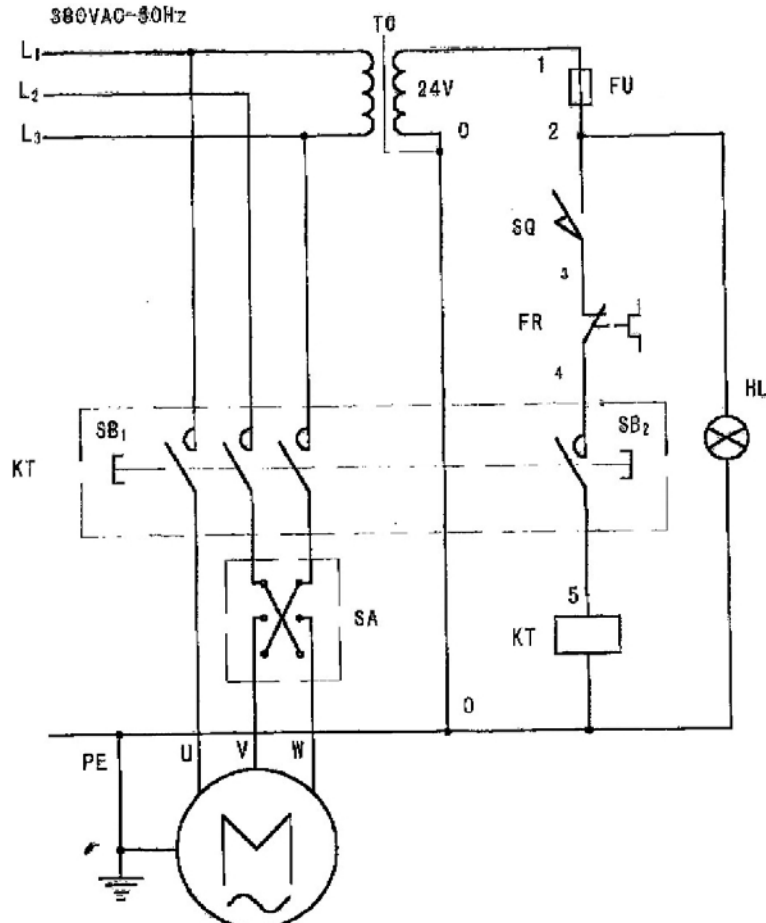 380VAC-50Hz
TC
L₁
L₂
24V
1
FU
L₃
0
2
SQ
3
FR
4
HL
SB₁
SB₂
KT
5
SA
KT
0
PE
U
V
W
M